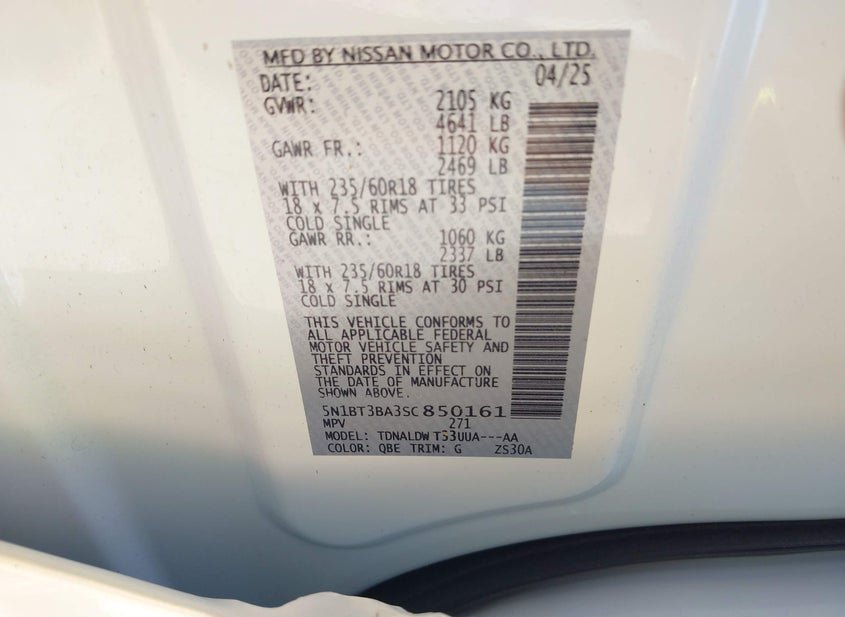 MFD BY NISSAN MOTOR CO., LTD.
DATE: 04/25
GVWR: 2105 KG
4641 LB
GAWR FR.: 1120 KG
2469 LB
WITH 235/60R18 TIRES
18 x 7.5 RIMS AT 33 PSI
COLD SINGLE
GAWR RR.: 1060 KG
2337 LB
WITH 235/60R18 TIRES
18 x 7.5 RIMS AT 30 PSI
COLD SINGLE
THIS VEHICLE CONFORMS TO
ALL APPLICABLE FEDERAL
MOTOR VEHICLE SAFETY AND
THEFT PREVENTION
STANDARDS IN EFFECT ON
THE DATE OF MANUFACTURE
SHOWN ABOVE.
5N1BT3BA3SC850161
MPV 271
MODEL: TDNALDWTS3UUA---AA
COLOR: QBE TRIM: G ZS30A